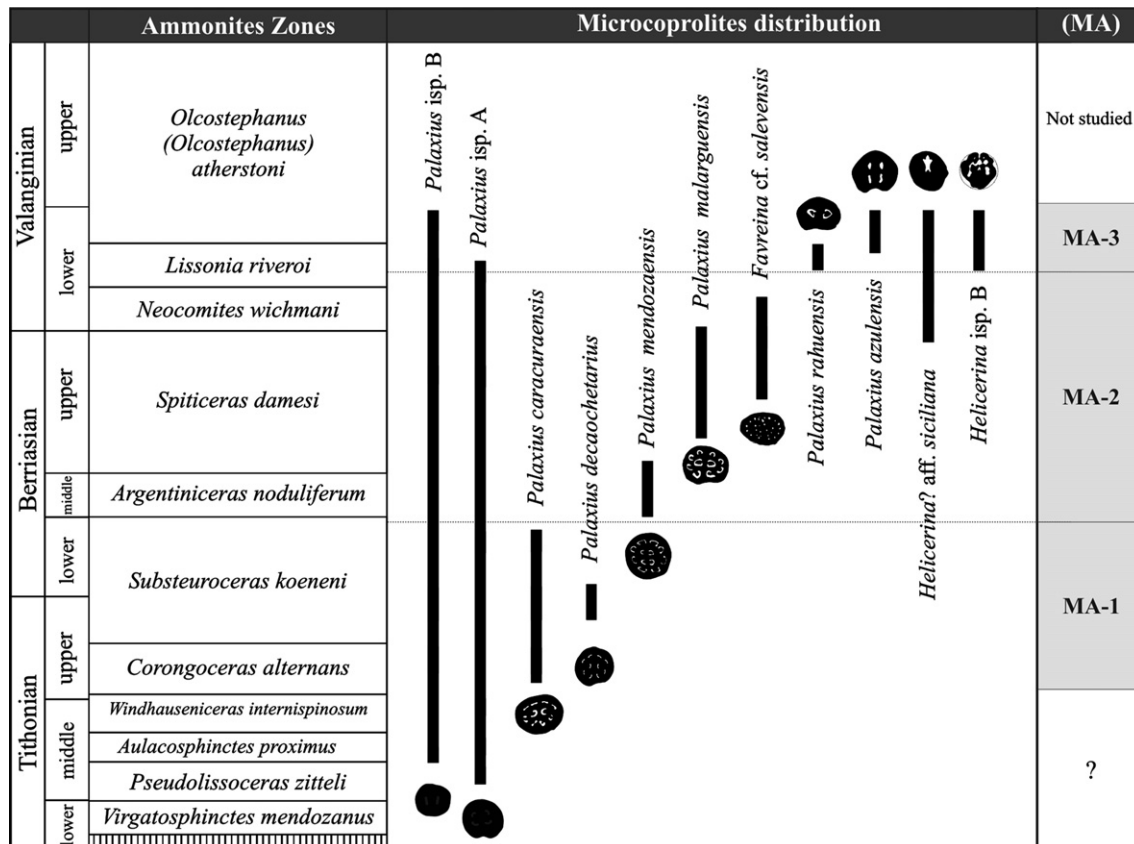 Ammonites Zones
Microcoprolites distribution
(MA)
Valanginian
upper
lower
Berriasian
upper
middle
lower
Tithonian
upper
middle
lower
Olcostephanus
(Olcostephanus)
atherstoni
Lissonia riveroi
Neocomites wichmani
Spiticeras damesi
Argentiniceras noduliferum
Substeuroceras koeneni
Corongoceras alternans
Windhauseniceras internispinosum
Aulacosphinctes proximus
Pseudolissoceras zitteli
Virgatosphinctes mendozanus
Palaxius isp. B
Palaxius isp. A
Palaxius caracuraensis
Palaxius decaochetarius
Palaxius mendozaensis
Palaxius malarguensis
Favreina cf. salevensis
Palaxius rahuensis
Palaxius azulensis
Helicerina? aff. siciliana
Helicerina isp. B
Not studied
MA-3
MA-2
MA-1
?